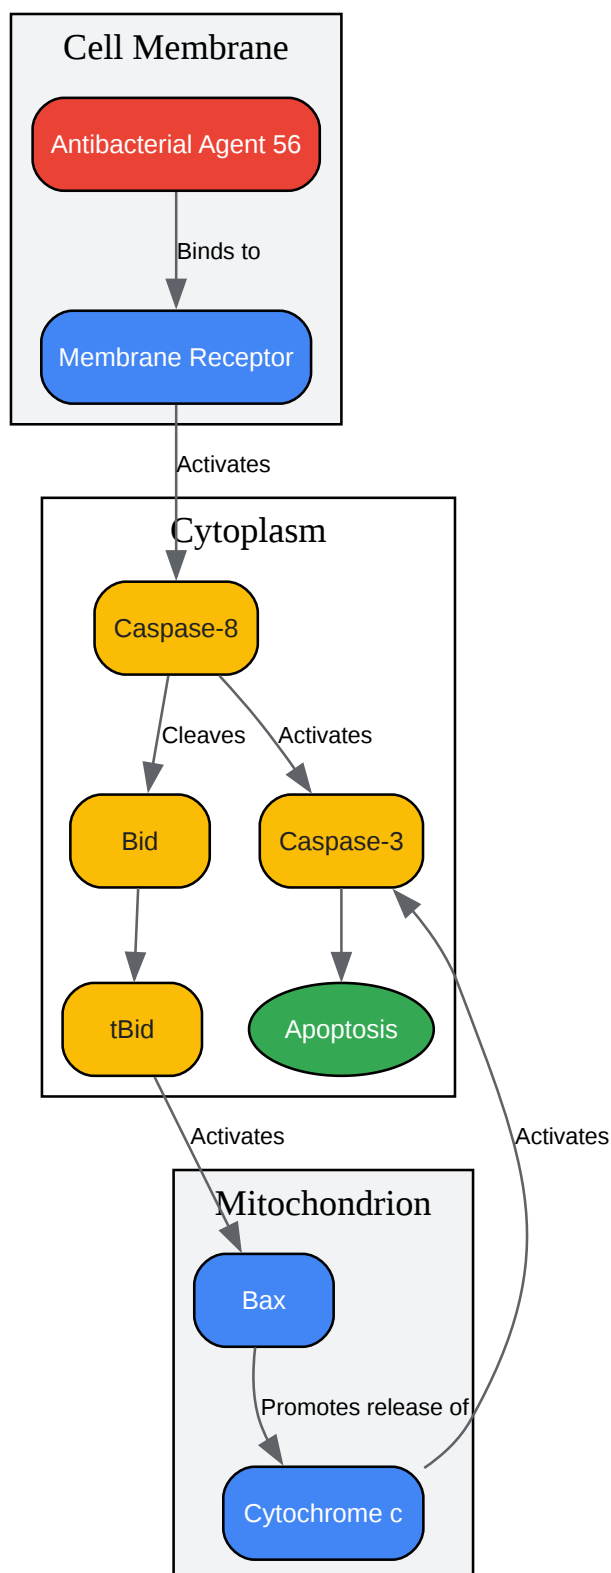 Cell Membrane
Antibacterial Agent 56
Binds to
Membrane Receptor
Activates
Cytoplasm
Caspase-8
Cleaves
Activates
Bid
Caspase-3
tBid
Apoptosis
Activates
Activates
Mitochondrion
Bax
Promotes release of
Cytochrome c